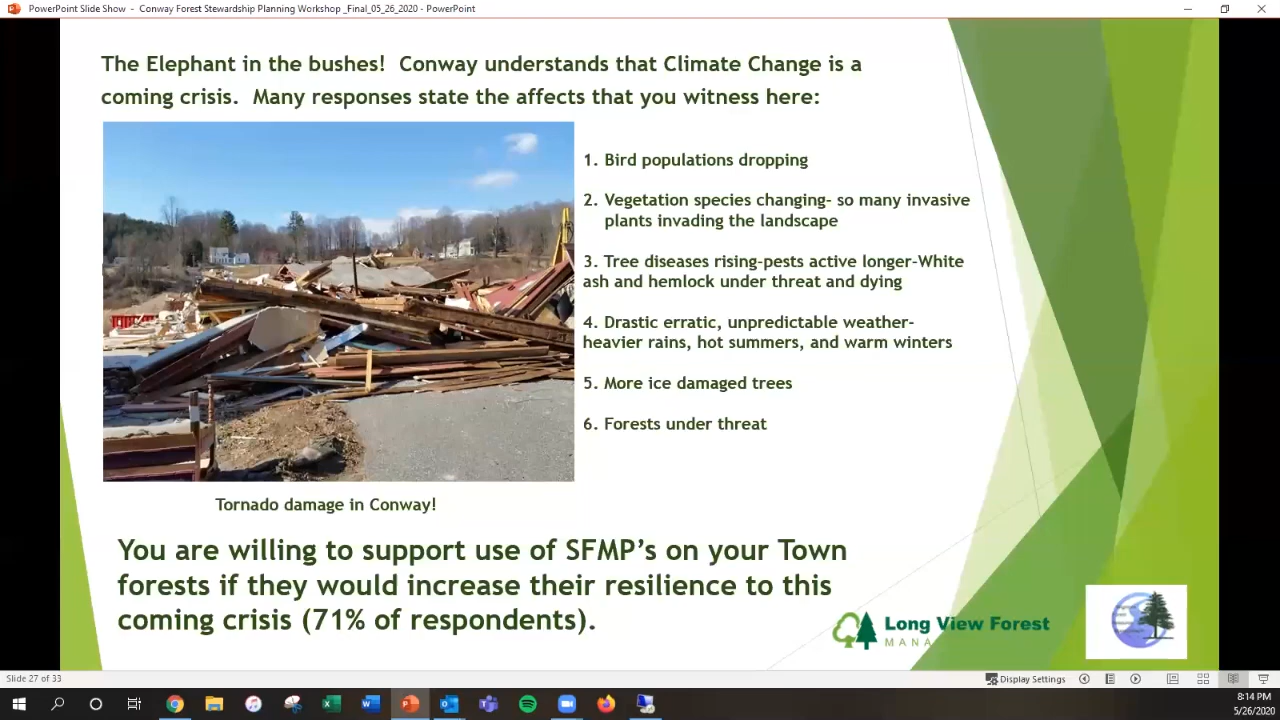 PowerPoint Slide Show - Conway Forest Stewardship Planning Workshop _Final_05_26_2020 - PowerPoint
The Elephant in the bushes! Conway understands that Climate Change is a
coming crisis. Many responses state the affects that you witness here:
1. Bird populations dropping
2. Vegetation species changing- so many invasive
plants invading the landscape
3. Tree diseases rising-pests active longer-White
ash and hemlock under threat and dying
4. Drastic erratic, unpredictable weather-
heavier rains, hot summers, and warm winters
5. More ice damaged trees
6. Forests under threat
Tornado damage in Conway!
You are willing to support use of SFMP's on your Town
forests if they would increase their resilience to this
coming crisis (71% of respondents).
Long View Forest
MANA
Slide 27 of 33
Display Settings
8:14 PM
5/26/2020